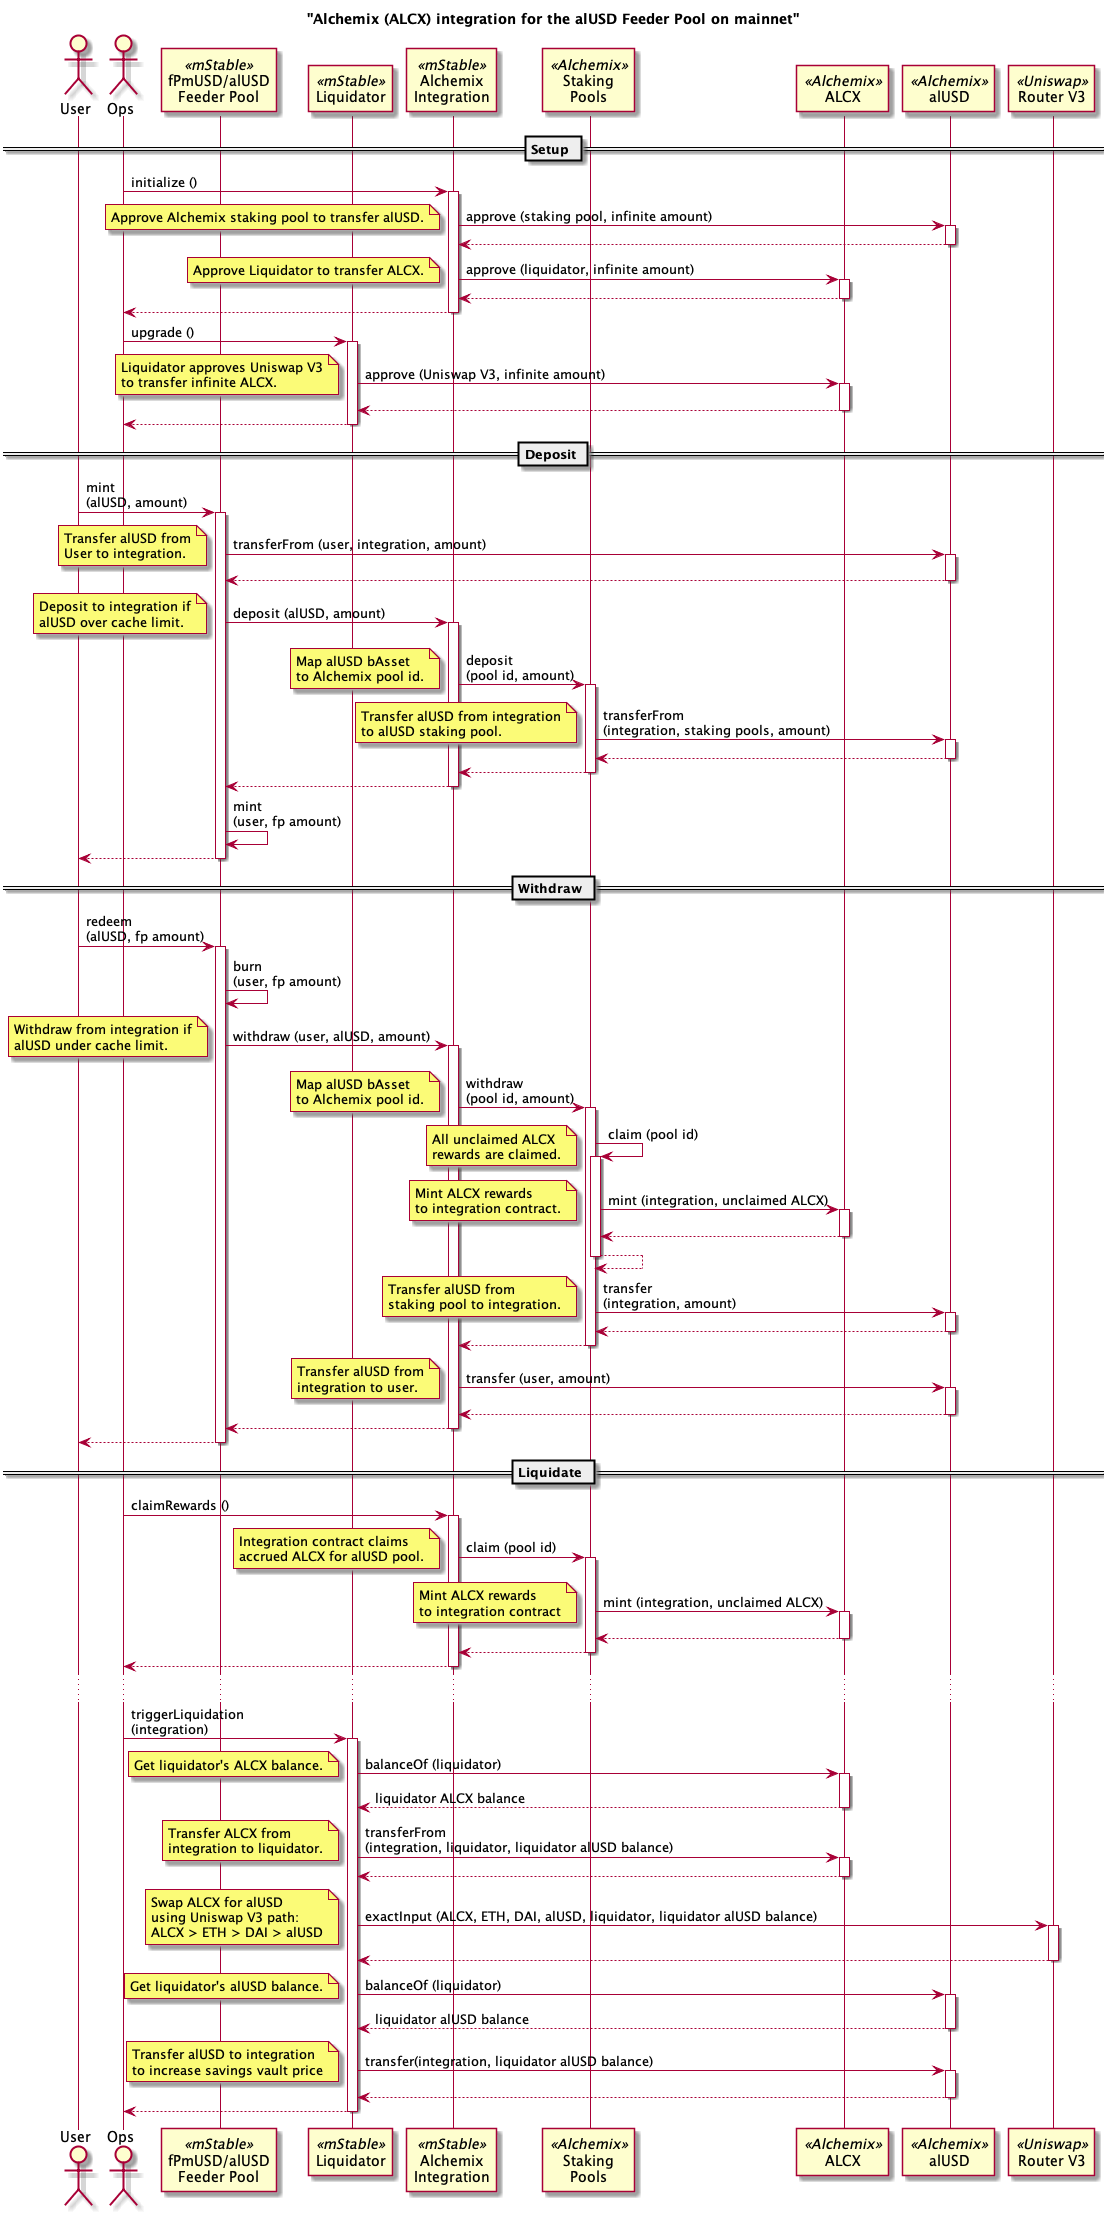 "Alchemix (ALCX) integration for the alUSD Feeder Pool on mainnet"
User
Ops
«mStable»
fPmUSD/alUSD
Feeder Pool
«mStable»
Liquidator
«mStable»
Alchemix
Integration
«Alchemix»
Staking
Pools
«Alchemix»
ALCX
«Alchemix»
alUSD
«Uniswap»
Router V3
Setup
initialize ()
Approve Alchemix staking pool to transfer alUSD.
approve (staking pool, infinite amount)
Approve Liquidator to transfer ALCX.
approve (liquidator, infinite amount)
upgrade ()
Liquidator approves Uniswap V3
to transfer infinite ALCX.
approve (Uniswap V3, infinite amount)
Deposit
mint
(alUSD, amount)
Transfer alUSD from
User to integration.
transferFrom (user, integration, amount)
Deposit to integration if
alUSD over cache limit.
deposit (alUSD, amount)
Map alUSD bAsset
to Alchemix pool id.
deposit
(pool id, amount)
Transfer alUSD from integration
to alUSD staking pool.
transferFrom
(integration, staking pools, amount)
mint
(user, fp amount)
Withdraw
redeem
(alUSD, fp amount)
burn
(user, fp amount)
Withdraw from integration if
alUSD under cache limit.
withdraw (user, alUSD, amount)
Map alUSD bAsset
to Alchemix pool id.
withdraw
(pool id, amount)
All unclaimed ALCX
rewards are claimed.
claim (pool id)
Mint ALCX rewards
to integration contract.
mint (integration, unclaimed ALCX)
Transfer alUSD from
staking pool to integration.
transfer
(integration, amount)
Transfer alUSD from
integration to user.
transfer (user, amount)
Liquidate
claimRewards ()
Integration contract claims
accrued ALCX for alUSD pool.
claim (pool id)
Mint ALCX rewards
to integration contract
mint (integration, unclaimed ALCX)
triggerLiquidation
(integration)
Get liquidator's ALCX balance.
balanceOf (liquidator)
liquidator ALCX balance
Transfer ALCX from
integration to liquidator.
transferFrom
(integration, liquidator, liquidator alUSD balance)
Swap ALCX for alUSD
using Uniswap V3 path:
ALCX > ETH > DAI > alUSD
exactInput (ALCX, ETH, DAI, alUSD, liquidator, liquidator alUSD balance)
Get liquidator's alUSD balance.
balanceOf (liquidator)
liquidator alUSD balance
Transfer alUSD to integration
to increase savings vault price
transfer(integration, liquidator alUSD balance)
User
Ops
«mStable»
fPmUSD/alUSD
Feeder Pool
«mStable»
Liquidator
«mStable»
Alchemix
Integration
«Alchemix»
Staking
Pools
«Alchemix»
ALCX
«Alchemix»
alUSD
«Uniswap»
Router V3